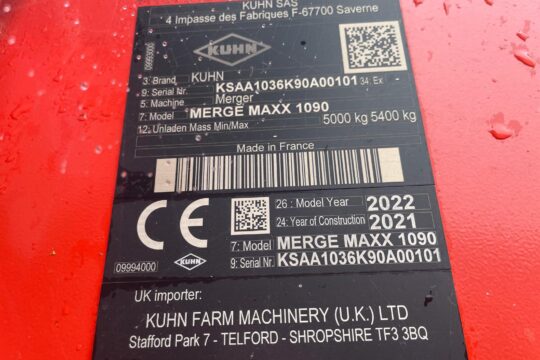 KUHN SAS
4 Impasse des Fabriques F-67700 Saverne
KUHN
09993000
3: Brand KUHN
9: Serial Nr. KSAA1036K90A00101 34. Ex
5: Machine Merger
7: Model MERGE MAXX 1090
12: Unladen Mass Min/Max 5000 kg 5400 kg
Made in France
CE
26: Model Year 2022
24: Year of Construction 2021
7: Model MERGE MAXX 1090
9: Serial Nr. KSAA1036K90A00101
09994000
KUHN
UK importer:
KUHN FARM MACHINERY (U.K.) LTD
Stafford Park 7 - TELFORD - SHROPSHIRE TF3 3BQ